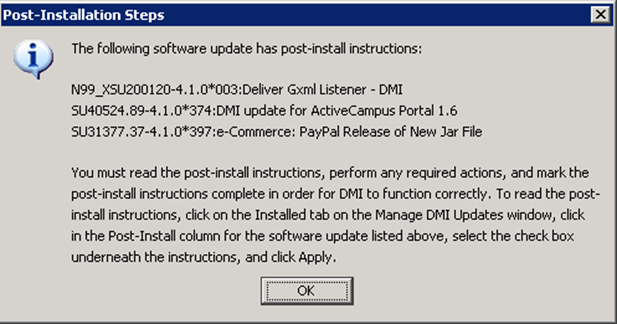 Post-Installation Steps
The following software update has post-install instructions:
N99_XSU200120-4.1.0*003:Deliver Gxml Listener - DMI
SU40524.89-4.1.0*374:DMI update for ActiveCampus Portal 1.6
SU31377.37-4.1.0*397:e-Commerce: PayPal Release of New Jar File
You must read the post-install instructions, perform any required actions, and mark the
post-install instructions complete in order for DMI to function correctly. To read the post-
install instructions, click on the Installed tab on the Manage DMI Updates window, click
in the Post-Install column for the software update listed above, select the check box
underneath the instructions, and click Apply.
OK